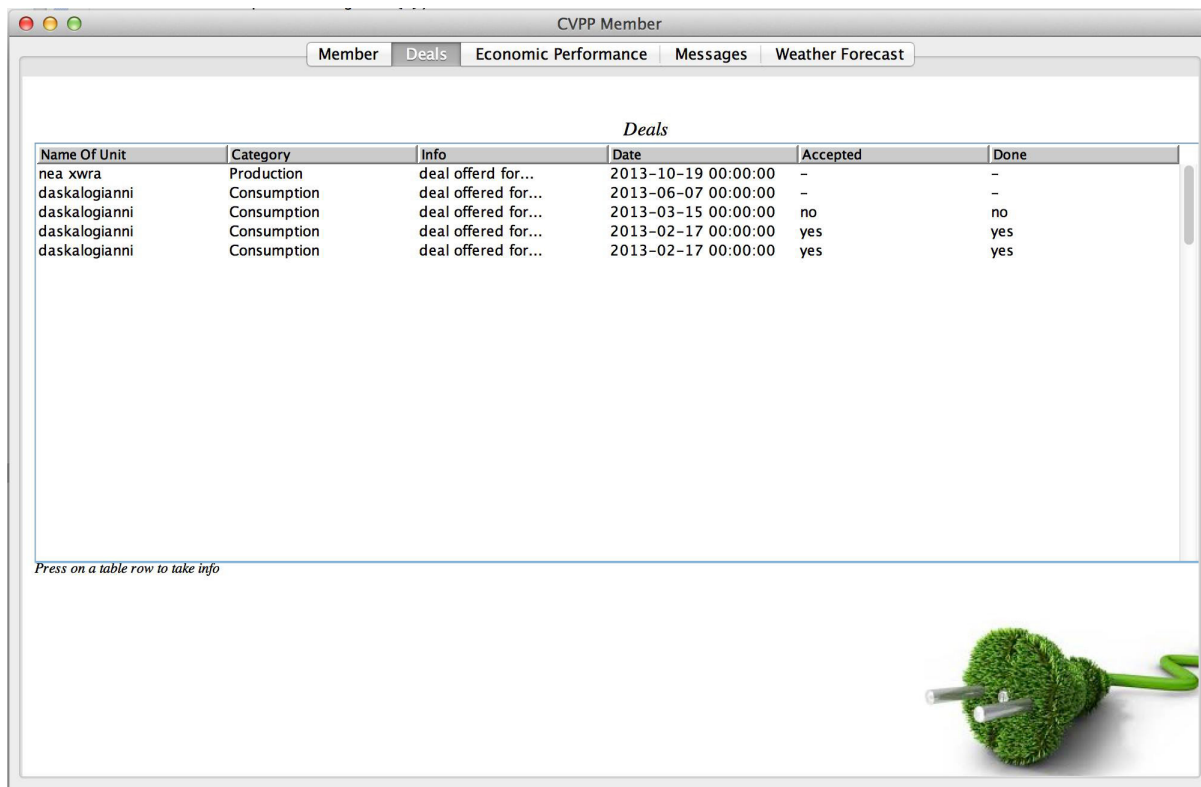 CVPP Member
Member Deals Economic Performance Messages Weather Forecast
Deals
Name Of Unit Category Info Date Accepted Done
nea xwra Production deal offerd for... 2013-10-19 00:00:00 - -
daskalogianni Consumption deal offered for... 2013-06-07 00:00:00 - -
daskalogianni Consumption deal offered for... 2013-03-15 00:00:00 no no
daskalogianni Consumption deal offered for... 2013-02-17 00:00:00 yes yes
daskalogianni Consumption deal offered for... 2013-02-17 00:00:00 yes yes
Press on a table row to take info